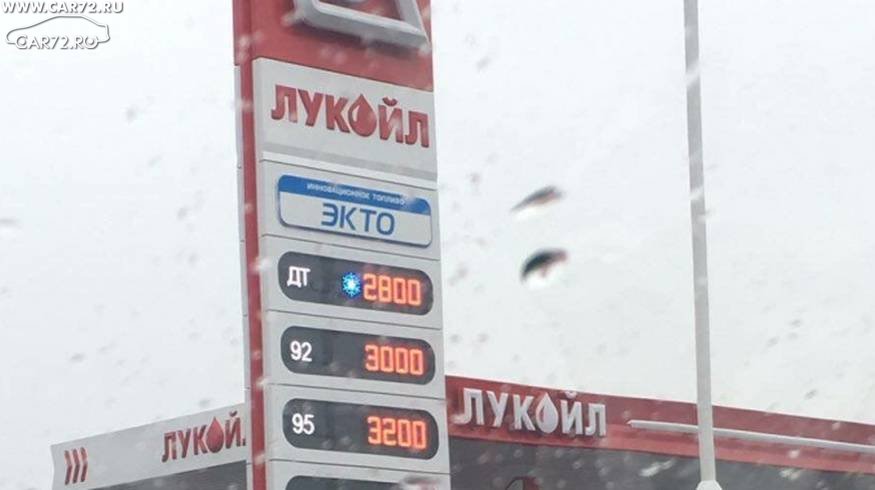 WWW.CAR72.RU
CAR72.RU
ЛУКОЙЛ
ИННОВАЦИОННОЕ ТОПЛИВО
ЭКТО
ДТ 2800
92 3000
95 3200
ЛУКОЙЛ
ЛУКОЙЛ